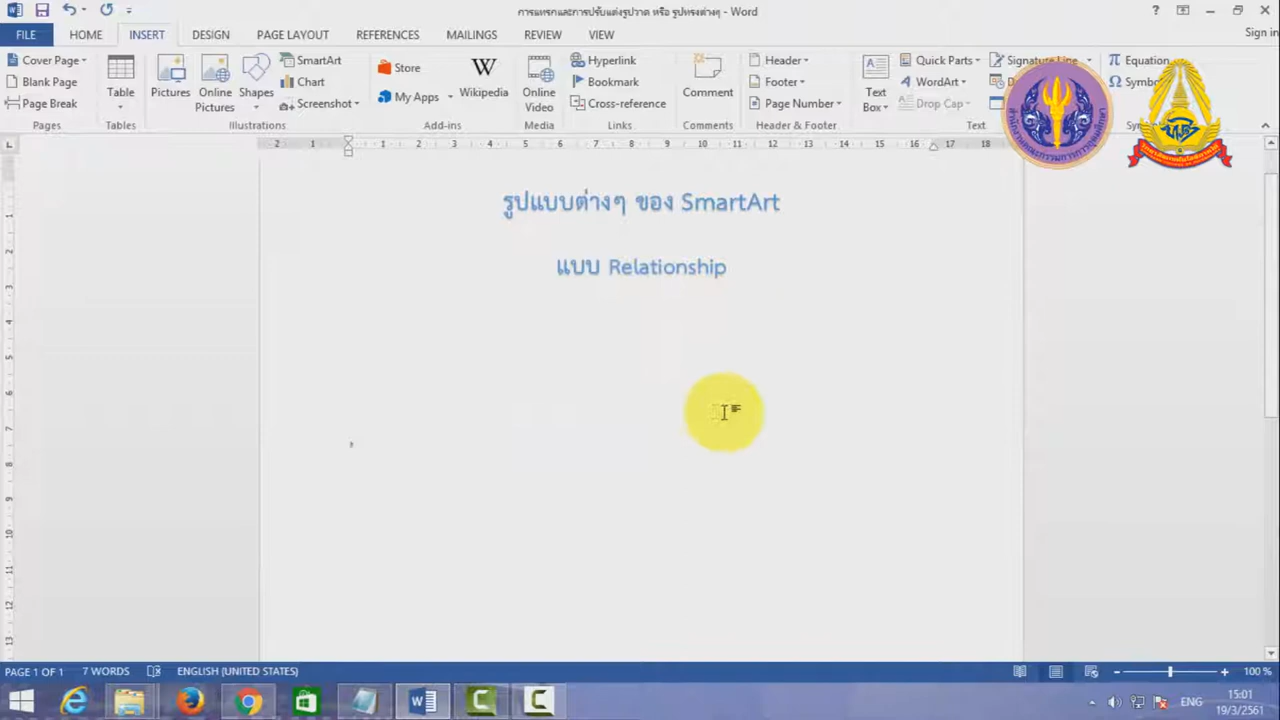 การแทรกและการปรับแต่งรูปวาด หรือ รูปทรงต่างๆ - Word
FILE HOME INSERT DESIGN PAGE LAYOUT REFERENCES MAILINGS REVIEW VIEW Sign in
Cover Page
Blank Page
Page Break
Pages
Table
Tables
Pictures
Online Pictures
Shapes
SmartArt
Chart
Screenshot
Illustrations
Store
My Apps
Wikipedia
Add-ins
Online Video
Media
Hyperlink
Bookmark
Cross-reference
Links
Comment
Comments
Header
Footer
Page Number
Header & Footer
Text Box
Quick Parts
WordArt
Drop Cap
Signature Line
Text
Equation
รูปแบบต่างๆ ของ SmartArt
แบบ Relationship
PAGE 1 OF 1 7 WORDS ENGLISH (UNITED STATES) 100 %
ENG
15:01
19/3/2561